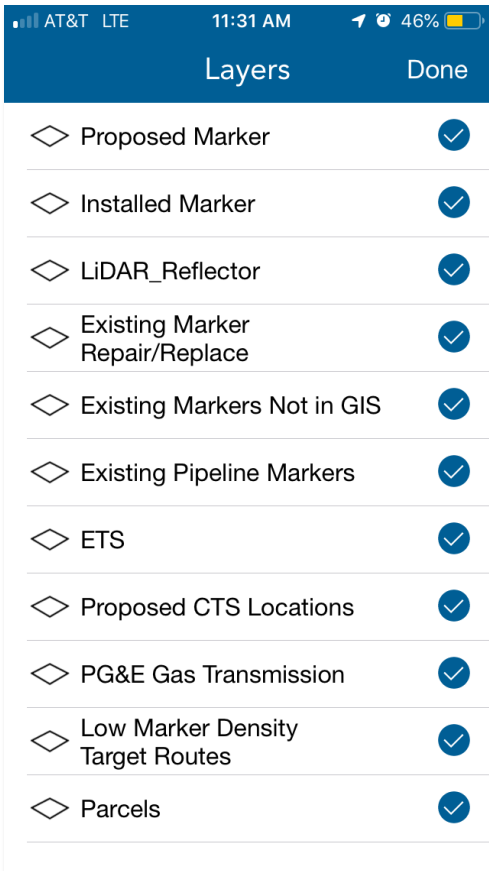 AT&T LTE 11:31 AM 46%
Layers Done
Proposed Marker
Installed Marker
LiDAR_Reflector
Existing Marker
Repair/Replace
Existing Markers Not in GIS
Existing Pipeline Markers
ETS
Proposed CTS Locations
PG&E Gas Transmission
Low Marker Density
Target Routes
Parcels